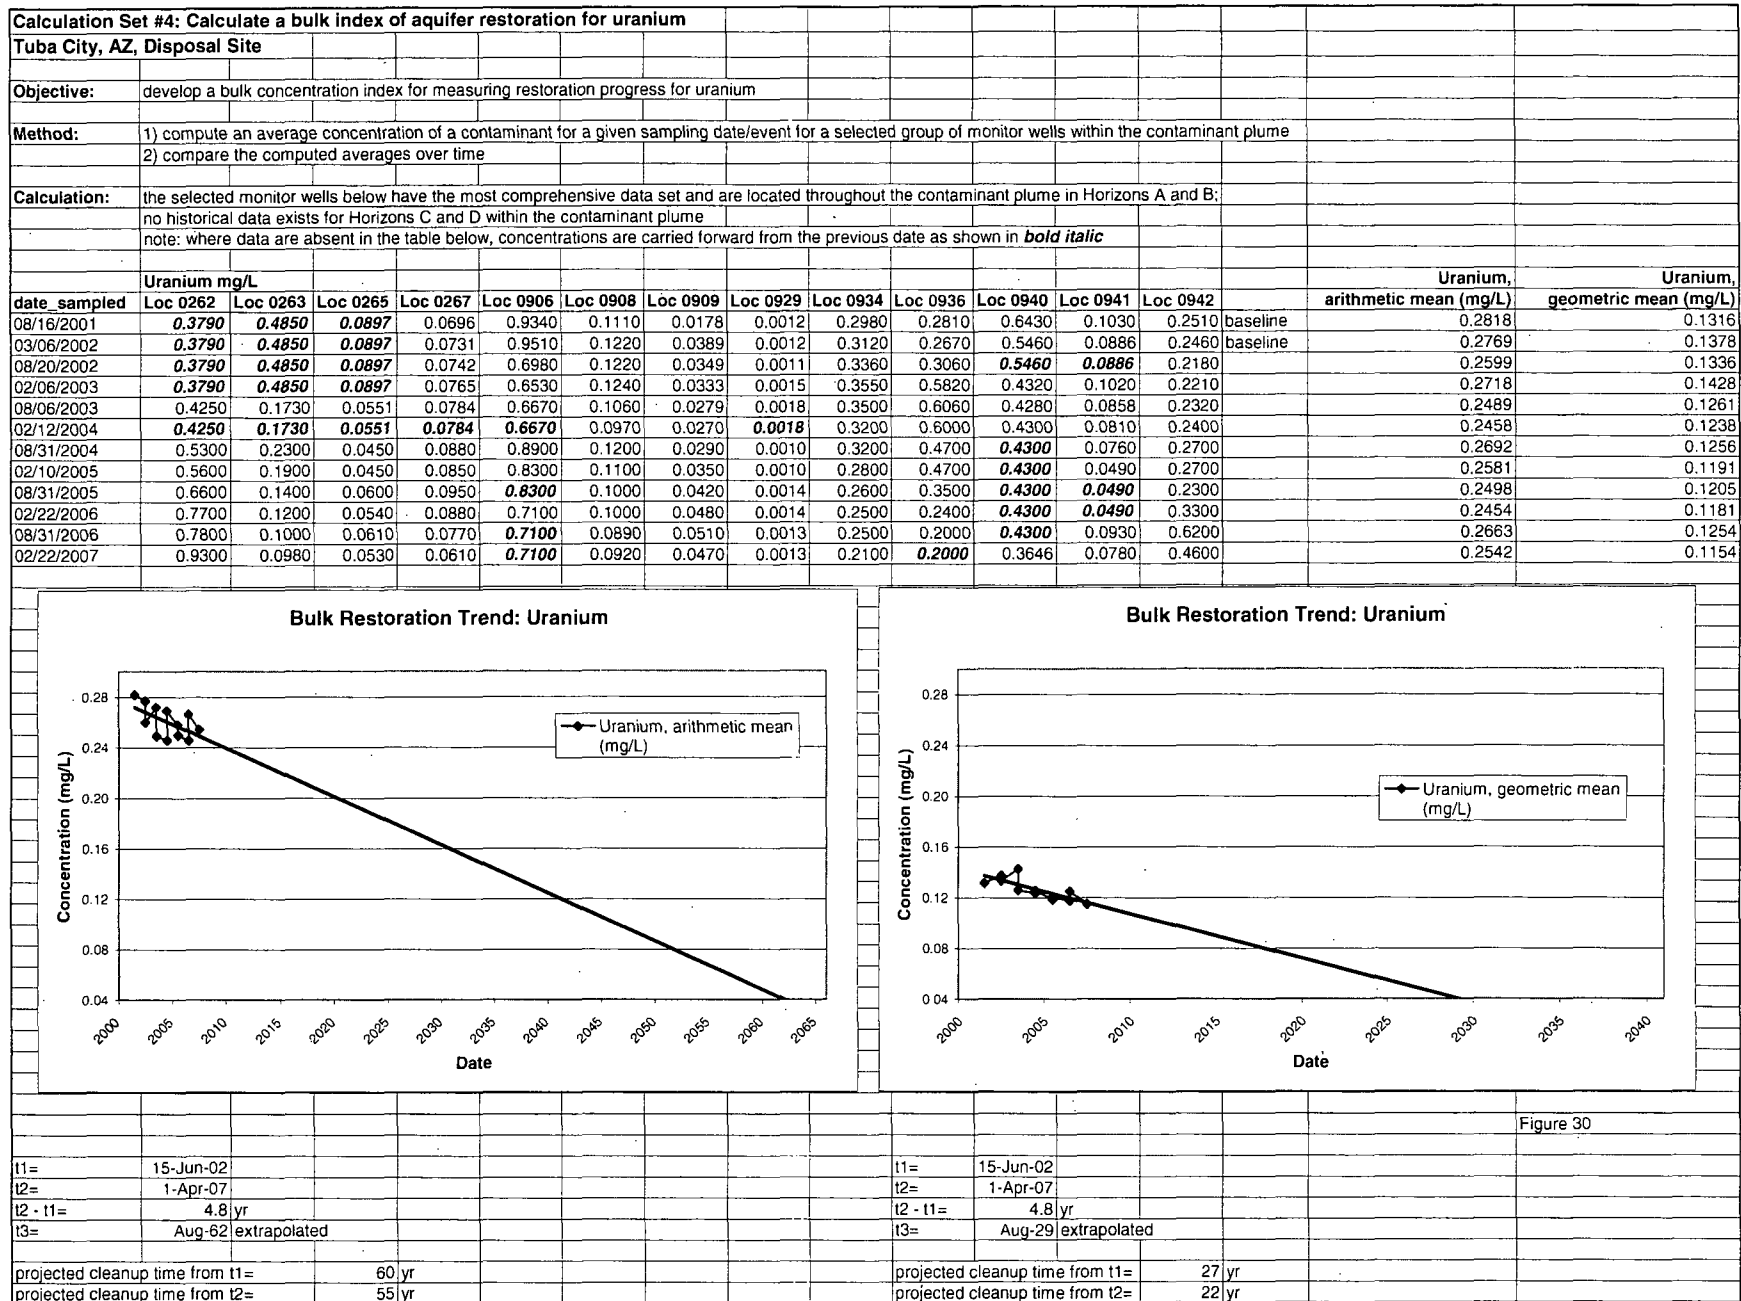 Calculation Set #4: Calculate a bulk index of aquifer restoration for uranium
Tuba City, AZ, Disposal Site
Objective: develop a bulk concentration index for measuring restoration progress for uranium
Method: 1) compute an average concentration of a contaminant for a given sampling date/event for a selected group of monitor wells within the contaminant plume
2) compare the computed averages over time
Calculation: the selected monitor wells below have the most comprehensive data set and are located throughout the contaminant plume in Horizons A and B;
no historical data exists for Horizons C and D within the contaminant plume
note: where data are absent in the table below, concentrations are carried forward from the previous date as shown in bold italic
Uranium mg/L Uranium, Uranium,
date_sampled Loc 0262 Loc 0263 Loc 0265 Loc 0267 Loc 0906 Loc 0908 Loc 0909 Loc 0929 Loc 0934 Loc 0936 Loc 0940 Loc 0941 Loc 0942 arithmetic mean (mg/L) geometric mean (mg/L)
08/16/2001 0.3790 0.4850 0.0897 0.0696 0.9340 0.1110 0.0178 0.0012 0.2980 0.2810 0.6430 0.1030 0.2510 baseline 0.2818 0.1316
03/06/2002 0.3790 0.4850 0.0897 0.0731 0.9510 0.1220 0.0389 0.0012 0.3120 0.2670 0.5460 0.0886 0.2460 baseline 0.2769 0.1378
08/20/2002 0.3790 0.4850 0.0897 0.0742 0.6980 0.1220 0.0349 0.0011 0.3360 0.3060 0.5460 0.0886 0.2180 0.2599 0.1336
02/06/2003 0.3790 0.4850 0.0897 0.0765 0.6530 0.1240 0.0333 0.0015 0.3550 0.5820 0.4320 0.1020 0.2210 0.2718 0.1428
08/06/2003 0.4250 0.1730 0.0551 0.0784 0.6670 0.1060 0.0279 0.0018 0.3500 0.6060 0.4280 0.0858 0.2320 0.2489 0.1261
02/12/2004 0.4250 0.1730 0.0551 0.0784 0.6670 0.0970 0.0270 0.0018 0.3200 0.6000 0.4300 0.0810 0.2400 0.2458 0.1238
08/31/2004 0.5300 0.2300 0.0450 0.0880 0.8900 0.1200 0.0290 0.0010 0.3200 0.4700 0.4300 0.0760 0.2700 0.2692 0.1256
02/10/2005 0.5600 0.1900 0.0450 0.0850 0.8300 0.1100 0.0350 0.0010 0.2800 0.4700 0.4300 0.0490 0.2700 0.2581 0.1191
08/31/2005 0.6600 0.1400 0.0600 0.0950 0.8300 0.1000 0.0420 0.0014 0.2600 0.3500 0.4300 0.0490 0.2300 0.2498 0.1205
02/22/2006 0.7700 0.1200 0.0540 0.0880 0.7100 0.1000 0.0480 0.0014 0.2500 0.2400 0.4300 0.0490 0.3300 0.2454 0.1181
08/31/2006 0.7800 0.1000 0.0610 0.0770 0.7100 0.0890 0.0510 0.0013 0.2500 0.2000 0.4300 0.0930 0.6200 0.2663 0.1254
02/22/2007 0.9300 0.0980 0.0530 0.0610 0.7100 0.0920 0.0470 0.0013 0.2100 0.2000 0.3646 0.0780 0.4600 0.2542 0.1154
Bulk Restoration Trend: Uranium
Concentration (mg/L)
0.28
0.24
0.20
0.16
0.12
0.08
0.04
Uranium, arithmetic mean
(mg/L)
2000 2005 2010 2015 2020 2025 2030 2035 2040 2045 2050 2055 2060 2065
Date
Bulk Restoration Trend: Uranium
Concentration (mg/L)
0.28
0.24
0.20
0.16
0.12
0.08
0 04
Uranium, geometric mean
(mg/L)
2000 2005 2010 2015 2020 2025 2030 2035 2040
Date
Figure 30
t1= 15-Jun-02 t1= 15-Jun-02
t2= 1-Apr-07 t2= 1-Apr-07
t2 - t1= 4.8 yr t2 - t1= 4.8 yr
t3= Aug-62 extrapolated t3= Aug-29 extrapolated
projected cleanup time from t1= 60 yr projected cleanup time from t1= 27 yr
projected cleanup time from t2= 55 yr projected cleanup time from t2= 22 yr